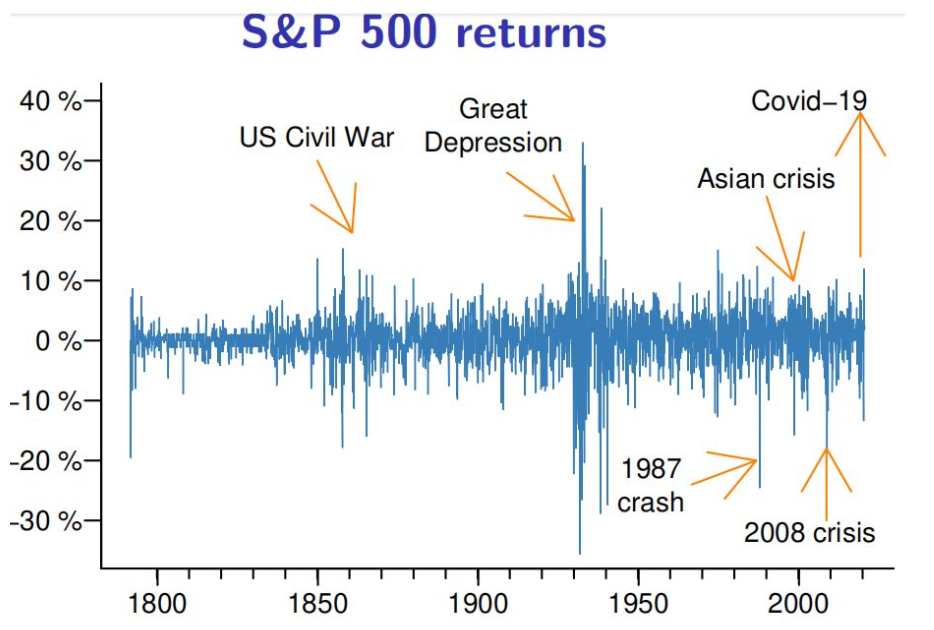 S&P 500 returns
40 %
30 %
20 %
10 %
0 %
−10 %
−20 %
−30 %
US Civil War
Great
Depression
Covid−19
Asian crisis
1987
crash
2008 crisis
1800
1850
1900
1950
2000